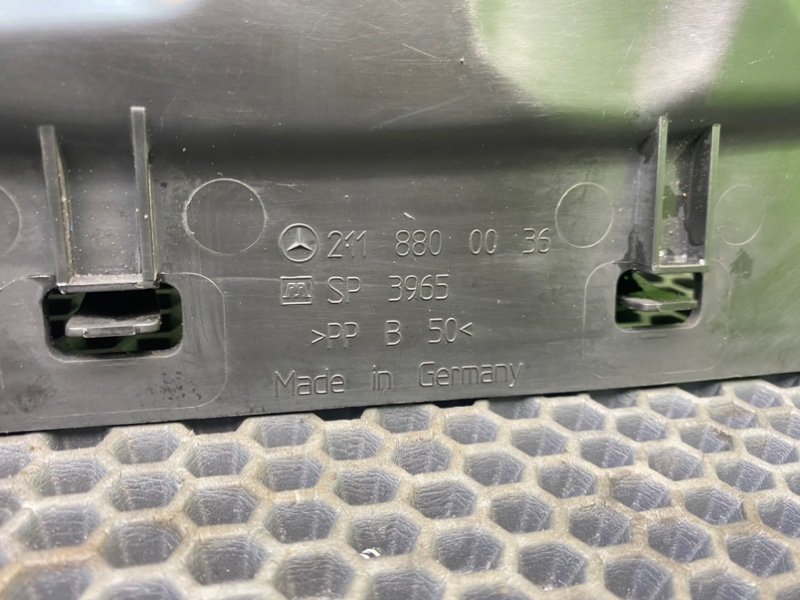 211 880 00 36
SP 3965
>PP B 50<
Made in Germany